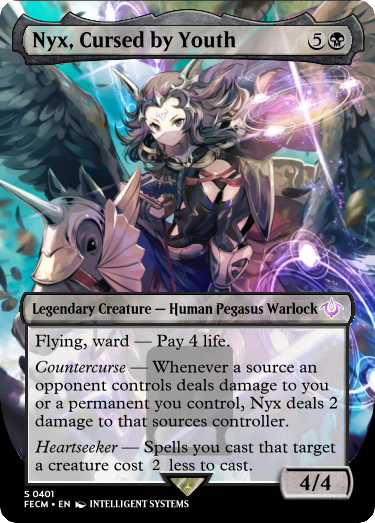 Nyx, Cursed by Youth 5
Legendary Creature — Human Pegasus Warlock
Flying, ward — Pay 4 life.
Countercurse — Whenever a source an
opponent controls deals damage to you
or a permanent you control, Nyx deals 2
damage to that sources controller.
Heartseeker — Spells you cast that target
a creature cost 2 less to cast.
4/4
S 0401
FECM • EN INTELLIGENT SYSTEMS